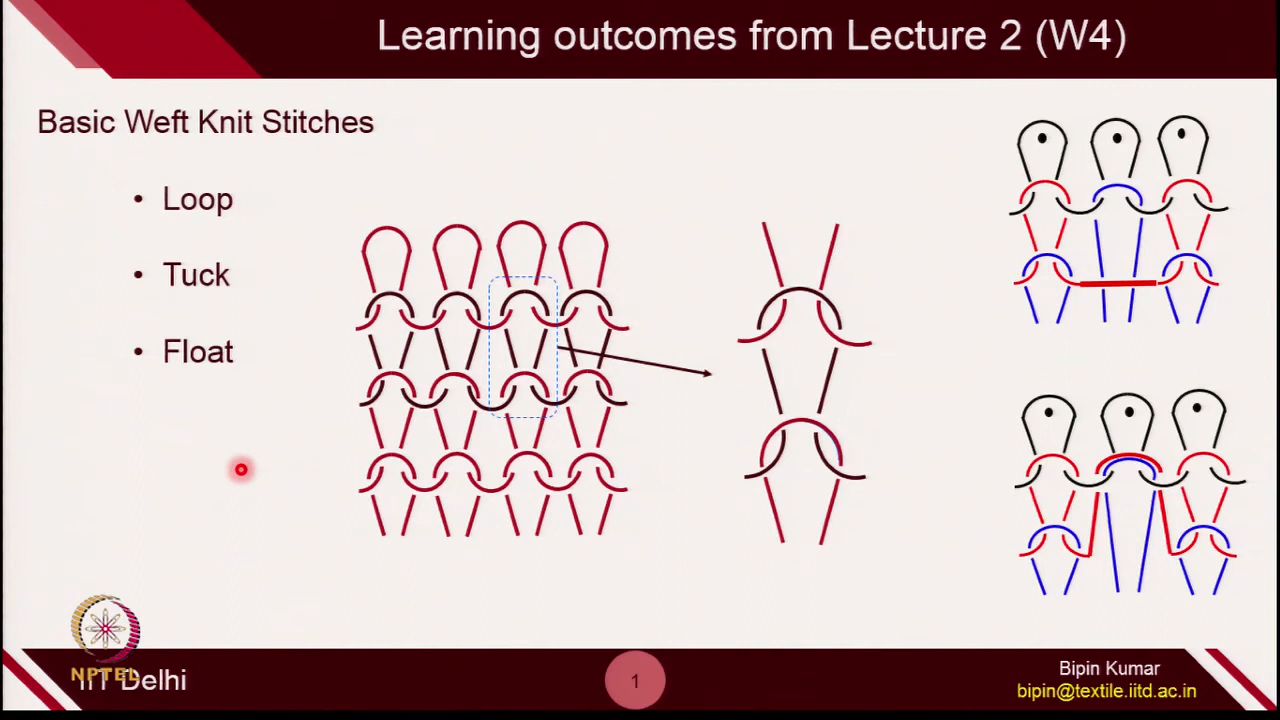 Learning outcomes from Lecture 2 (W4)
Basic Weft Knit Stitches
• Loop
• Tuck
• Float
NPTEL
IIT Delhi
1
Bipin Kumar
bipin@textile.iitd.ac.in